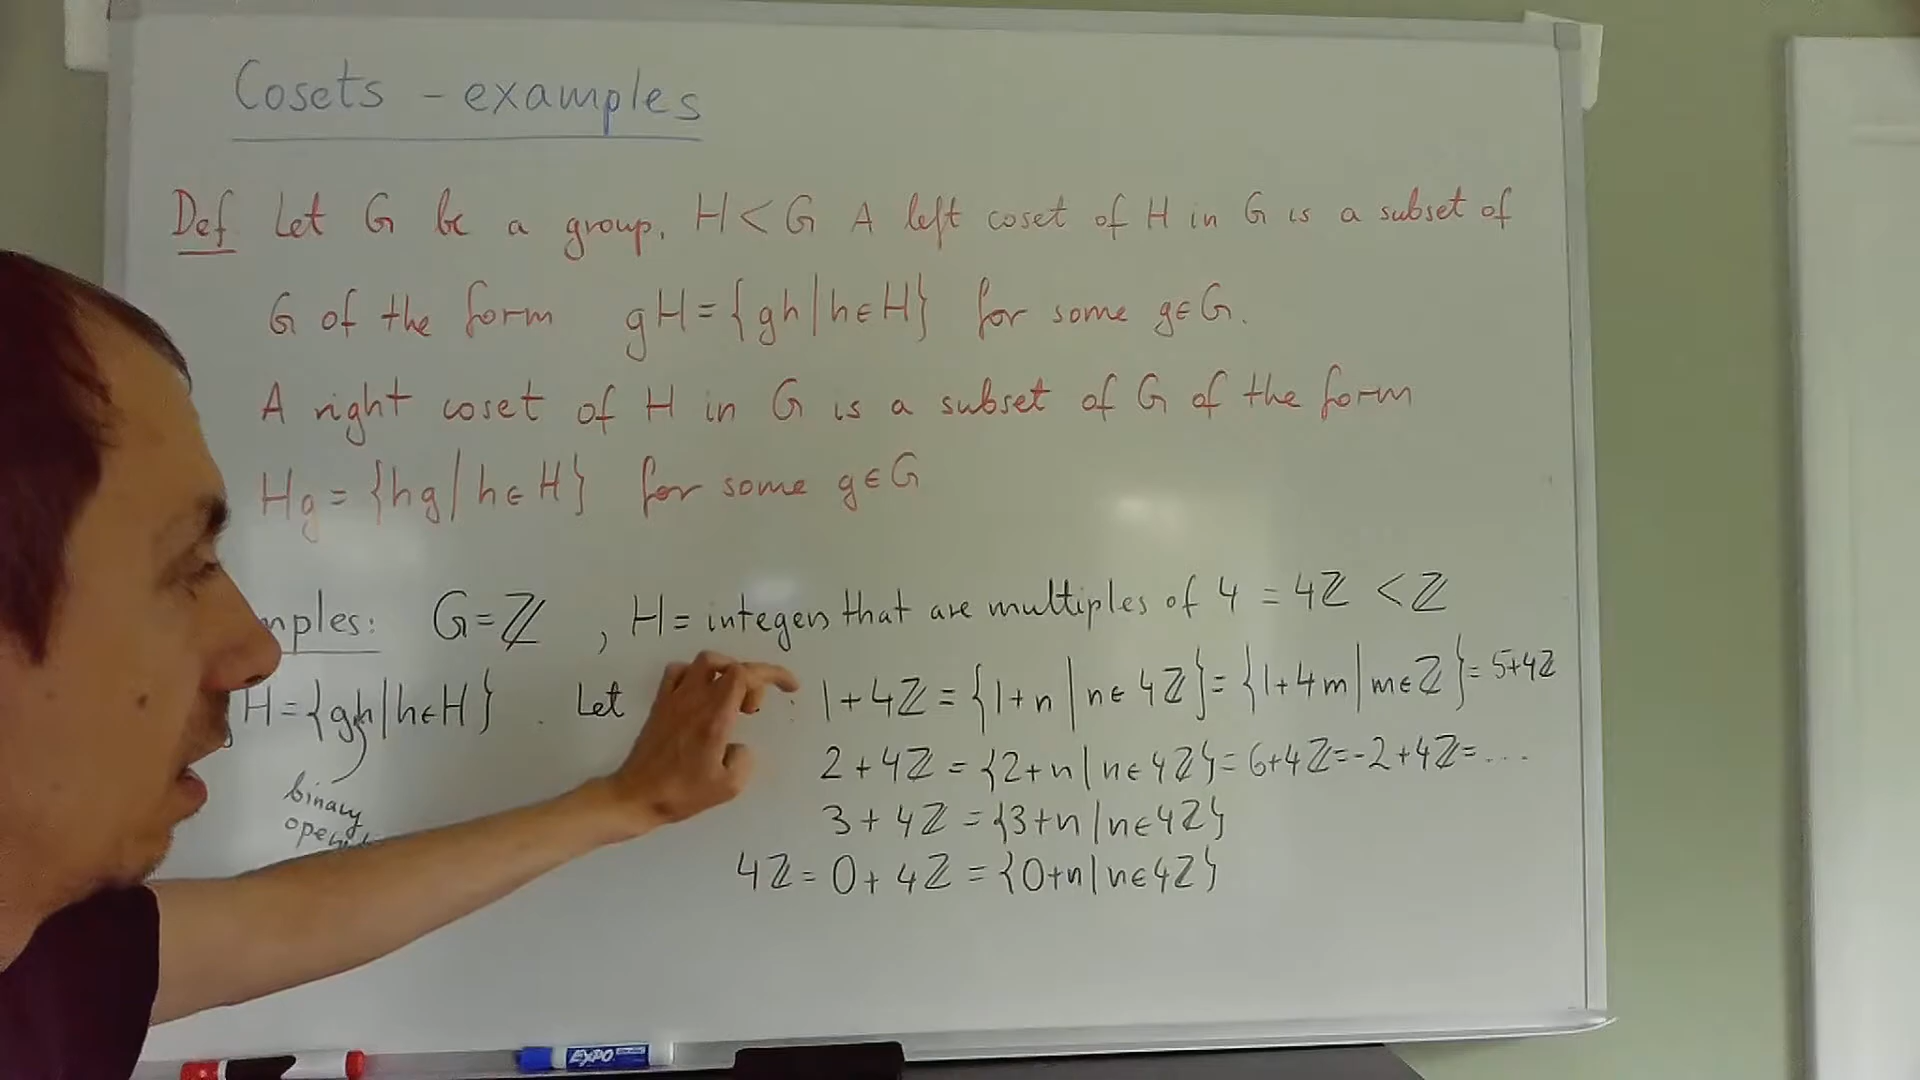 Cosets - examples
Def Let G be a group, H < G A left coset of H in G is a subset of
G of the form gH = {gh | h ∈ H} for some g ∈ G.
A right coset of H in G is a subset of G of the form
Hg = {hg | h ∈ H} for some g ∈ G
mples: G = ℤ , H = integers that are multiples of 4 = 4ℤ < ℤ
H = {gh | h ∈ H} . Let : 1 + 4ℤ = {1 + n | n ∈ 4ℤ} = {1 + 4m | m ∈ ℤ} = 5 + 4ℤ
2 + 4ℤ = {2 + n | n ∈ 4ℤ} = 6 + 4ℤ = -2 + 4ℤ = ....
binary
3 + 4ℤ = {3 + n | n ∈ 4ℤ}
4ℤ = 0 + 4ℤ = {0 + n | n ∈ 4ℤ}
EXPO